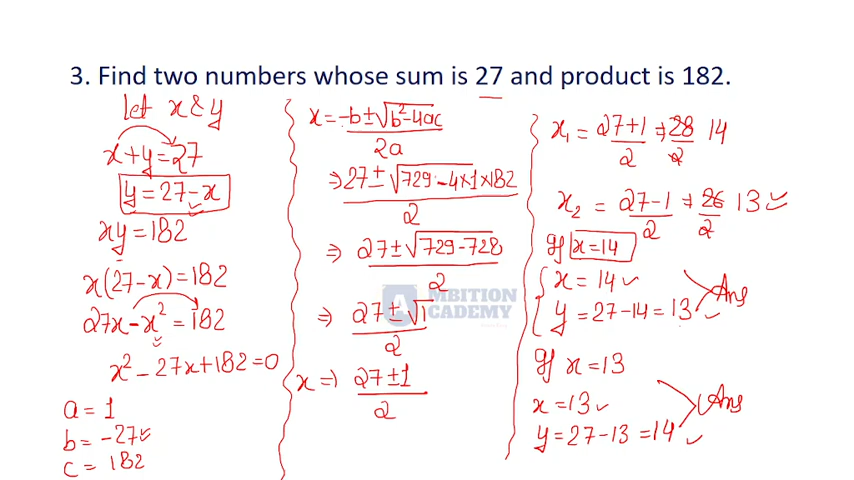 3. Find two numbers whose sum is 27 and product is 182.
Let x & y
x+y=27
y=27-x
xy=182
x(27-x)=182
27x-x²=182
x²-27x+182=0
a=1
b=-27
c=182
x=-b±√b²-4ac/2a
⇒27±√729-4×1×182/2
⇒ 27±√729-728/2
⇒ 27±√1/2
x⇒ 27±1/2
AMBITION
ACADEMY
x₁=27+1/2⇒28/2 14
x₂=27-1/2⇒26/2 13
If x=14
x=14
y=27-14=13
Ans
If x=13
x=13
y=27-13=14
Ans